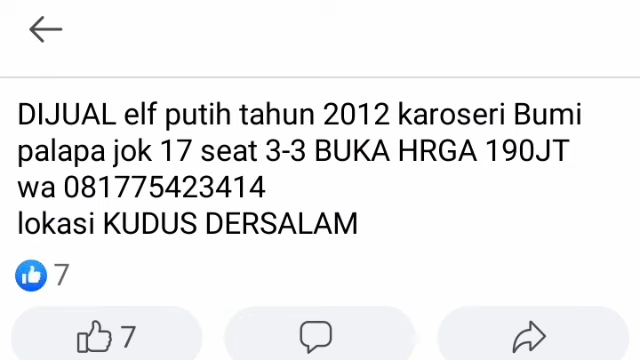 DIJUAL elf putih tahun 2012 karoseri Bumi
palapa jok 17 seat 3-3 BUKA HRGA 190JT
wa 081775423414
lokasi KUDUS DERSALAM
7
7